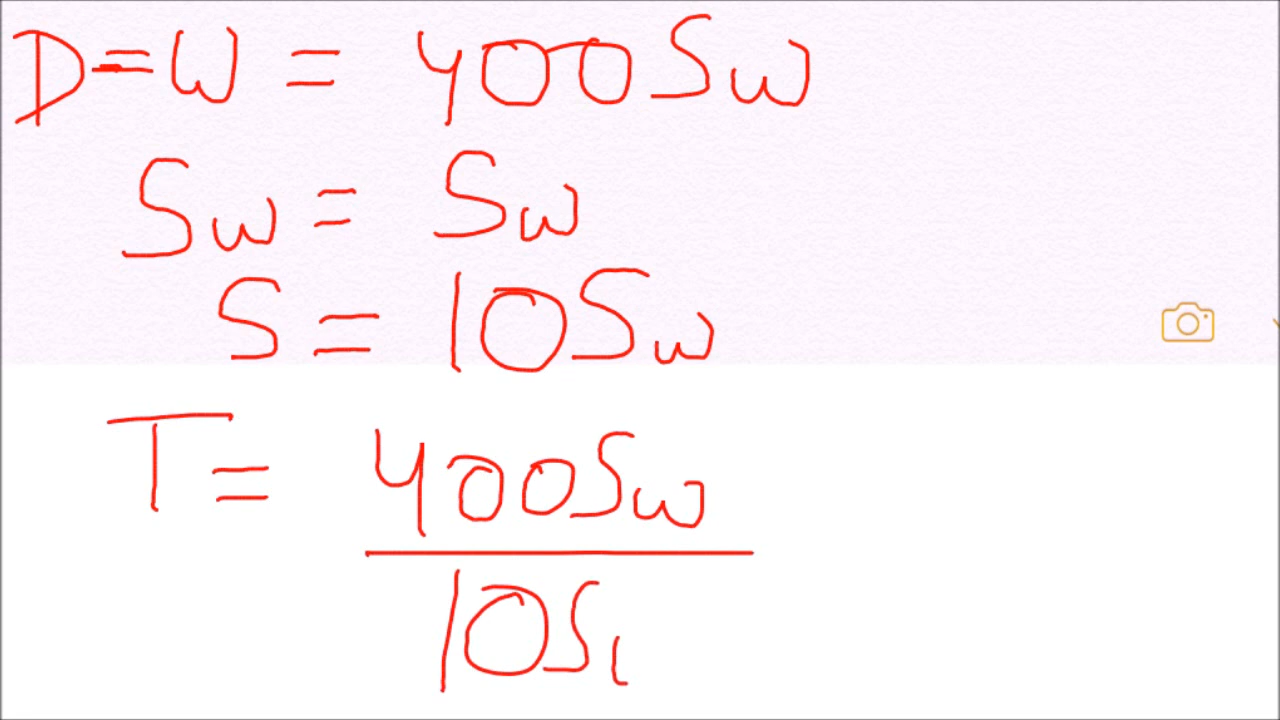 D = W = 400Sw
Sw = Sw
S = 10Sw
T = 400Sw
10S